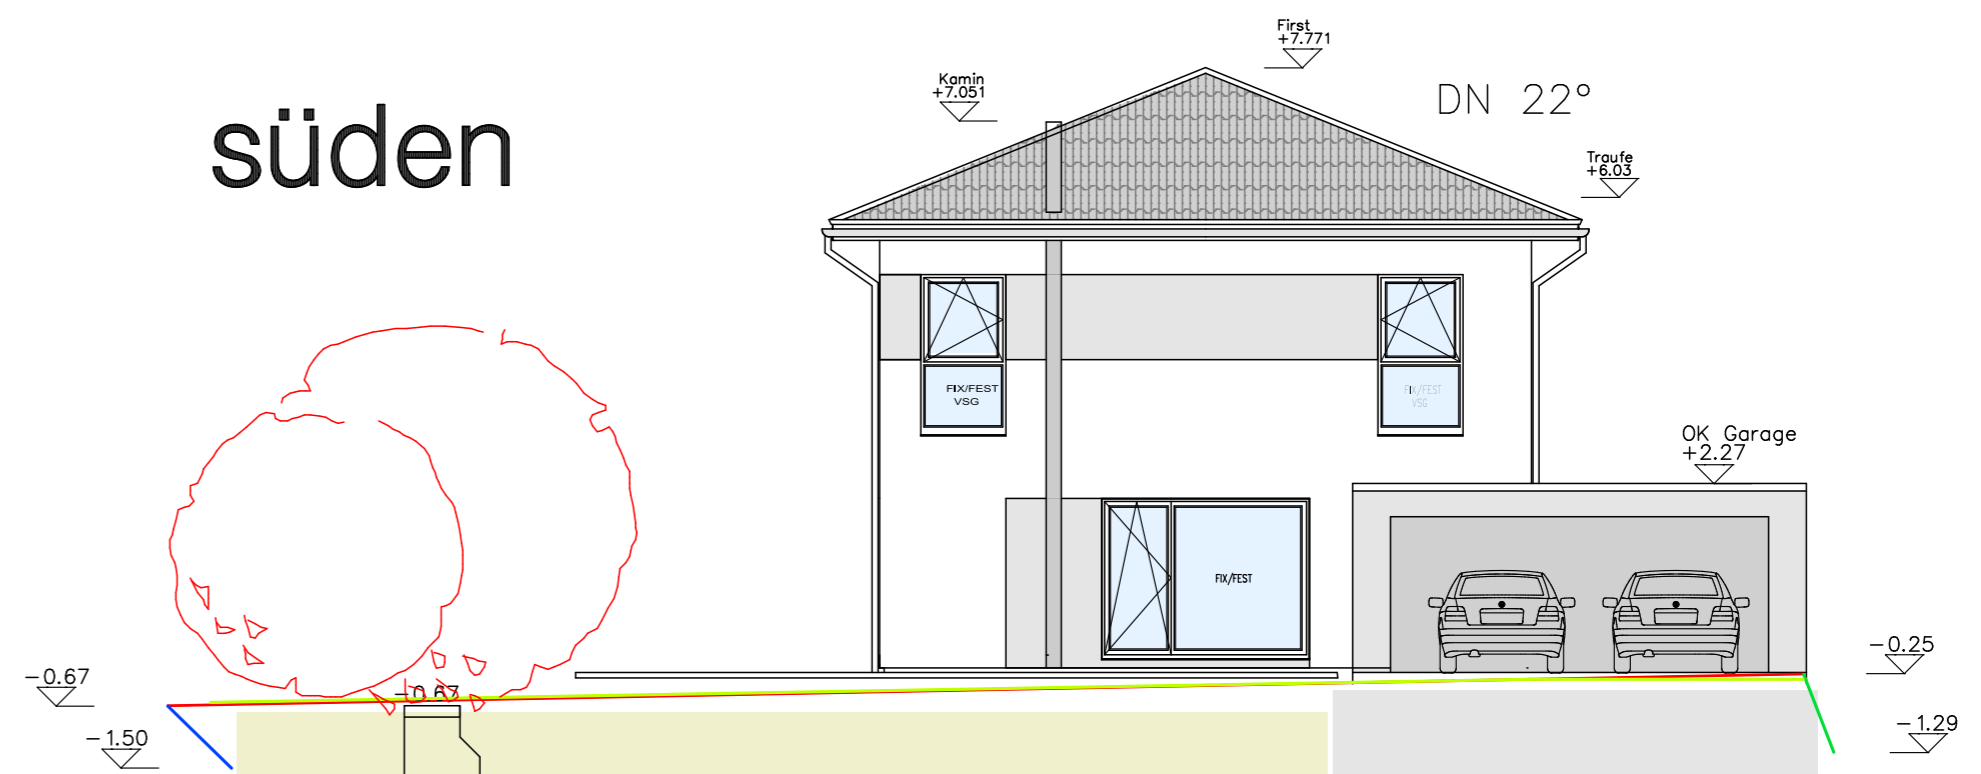 First
+7.771
Kamin
+7.051
DN 22°
süden
Traufe
+6.03
FIX/FEST
VSG
FIX/FEST
VSG
OK Garage
+2.27
FIX/FEST
-0.25
-0.67
-0.67
-1.50
-1.29